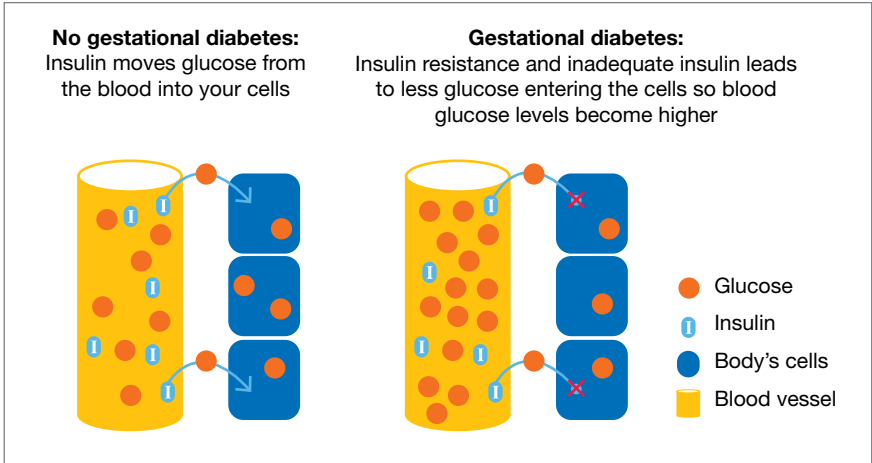 No gestational diabetes:
Insulin moves glucose from
the blood into your cells
Gestational diabetes:
Insulin resistance and inadequate insulin leads
to less glucose entering the cells so blood
glucose levels become higher
I
I
I
I
I
I
I
I
I
I
I
Glucose
I Insulin
Body’s cells
Blood vessel